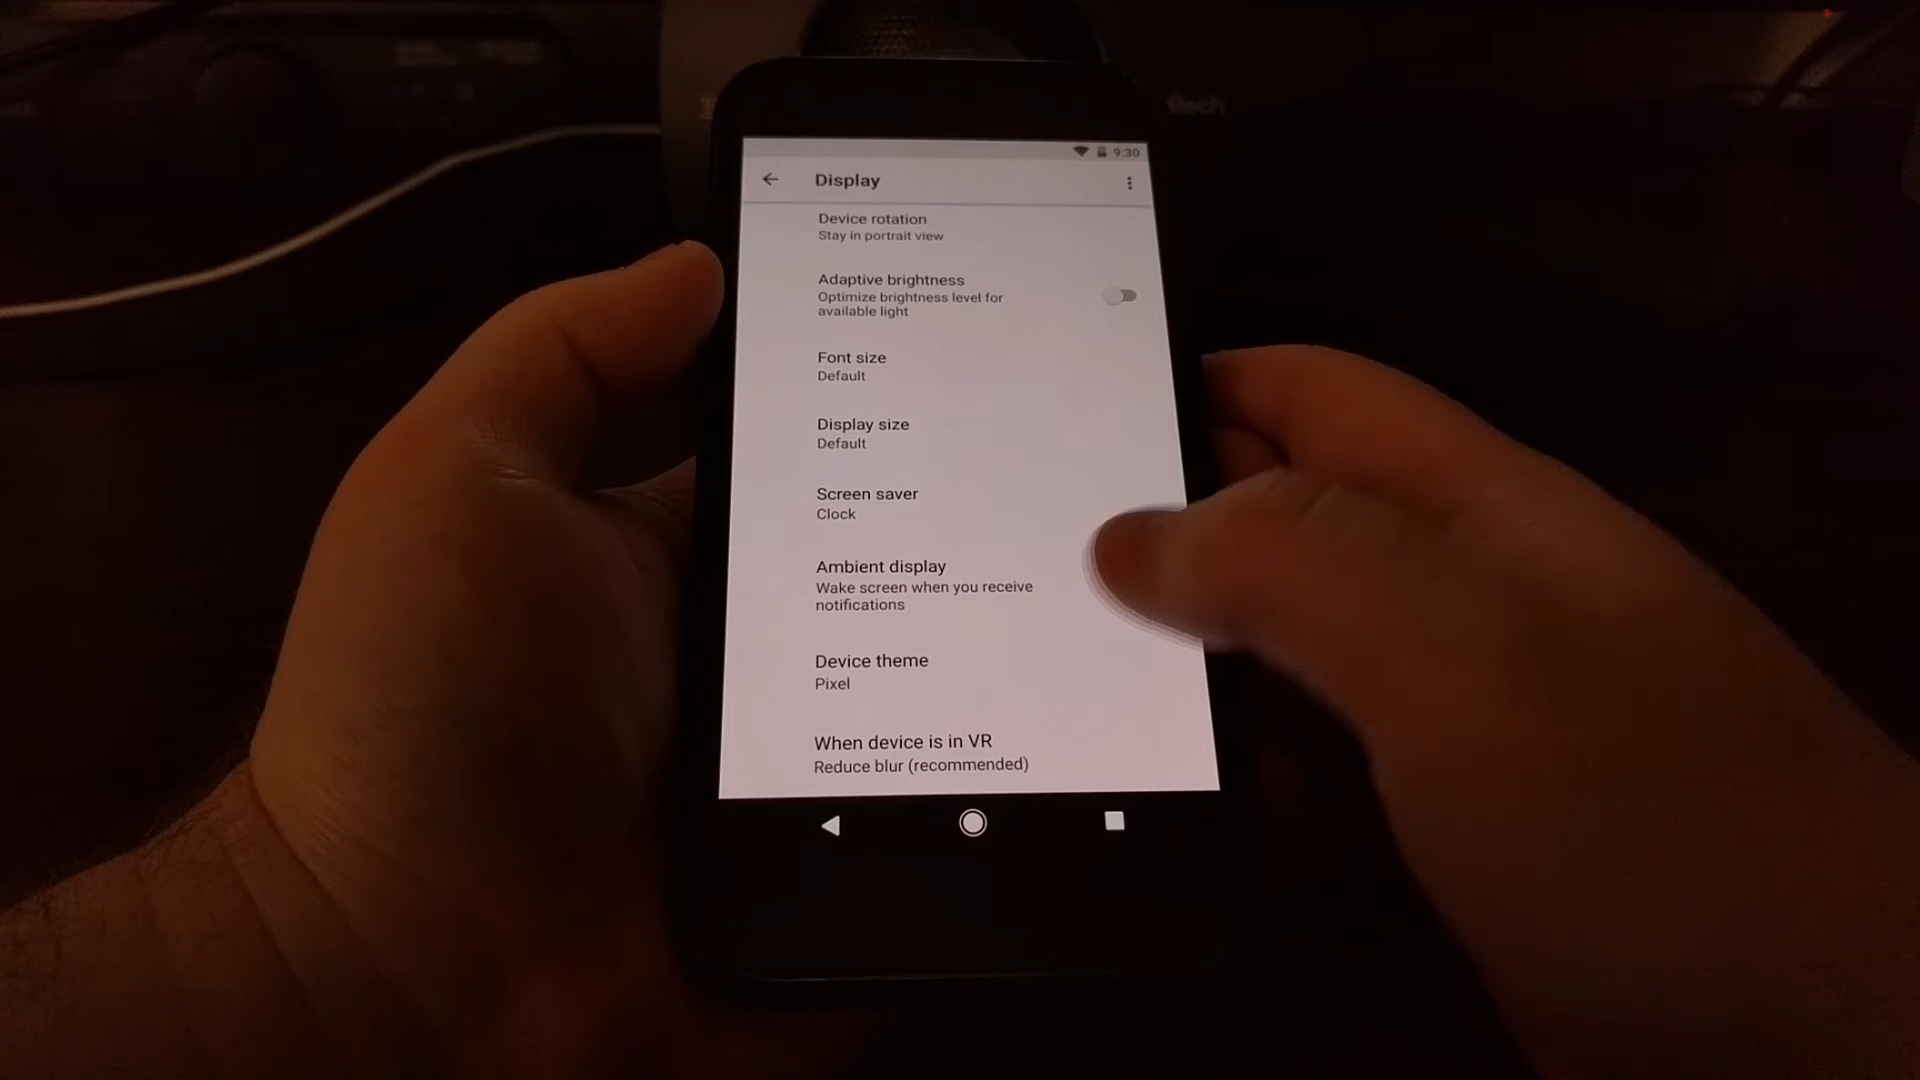 9:30
Display
Device rotation
Stay in portrait view
Adaptive brightness
Optimize brightness level for
available light
Font size
Default
Display size
Default
Screen saver
Clock
Ambient display
Wake screen when you receive
notifications
Device theme
Pixel
When device is in VR
Reduce blur (recommended)